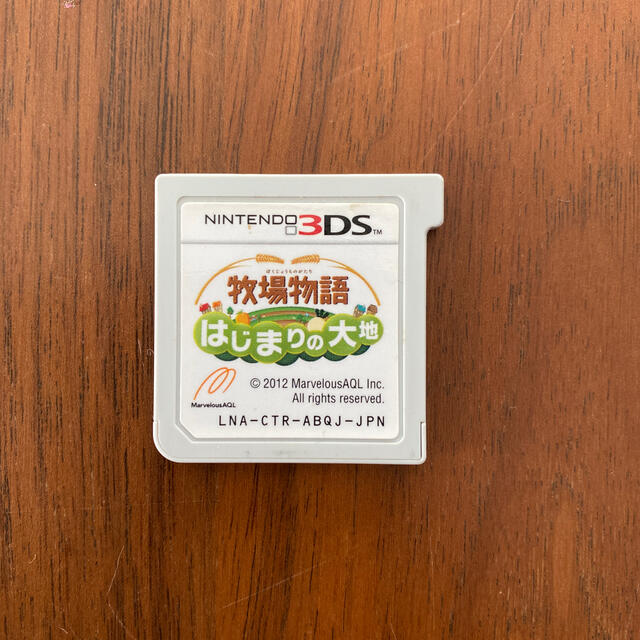 NINTENDO 3DS™
ぼくじょうものがたり
牧場物語
はじまりの大地
© 2012 MarvelousAQL Inc.
All rights reserved.
MarvelousAQL
LNA-CTR-ABQJ-JPN